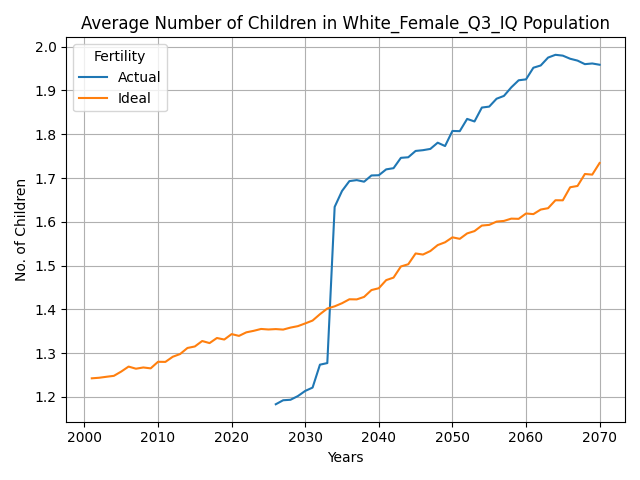 Average Number of Children in White_Female_Q3_IQ Population
Fertility
Actual
Ideal
No. of Children
2.0
1.9
1.8
1.7
1.6
1.5
1.4
1.3
1.2
2000 2010 2020 2030 2040 2050 2060 2070
Years